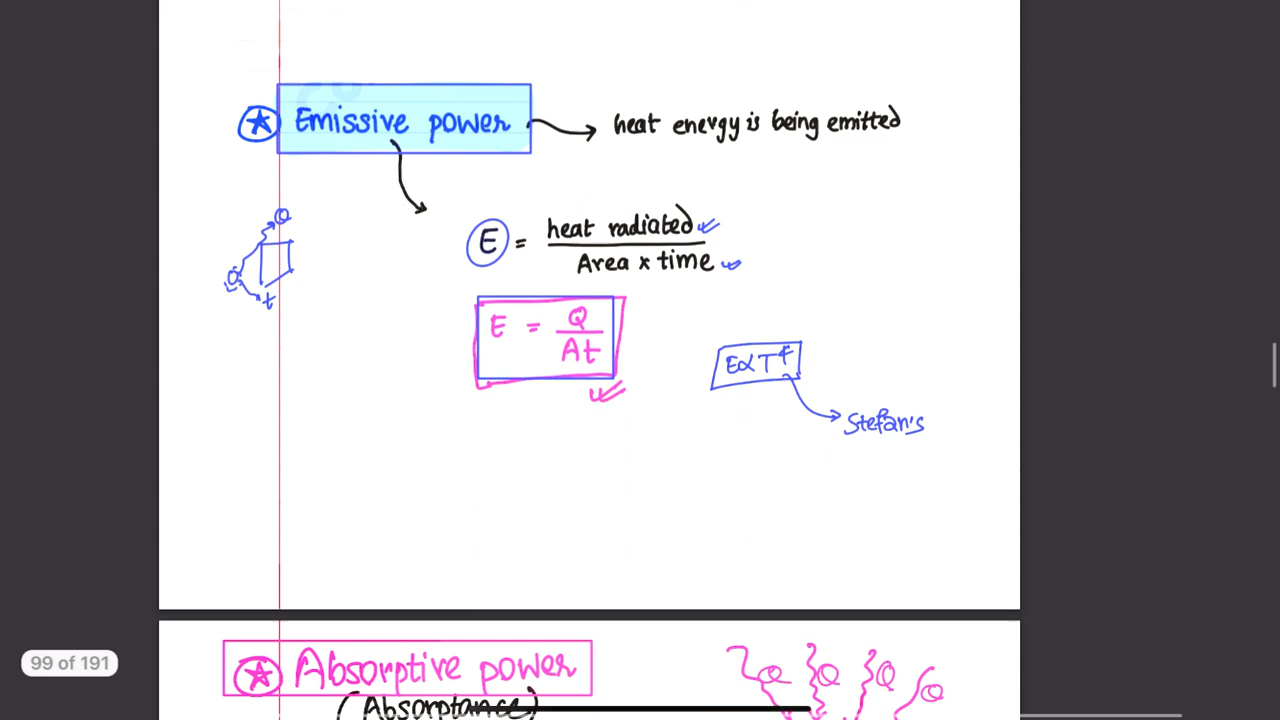 Emissive power → heat energy is being emitted
Q
Q
t
E = heat radiated
Area × time
E = Q
At
E∝T⁴
Stefan's
99 of 191
Absorptive power
(Absorptance)
Q Q Q Q